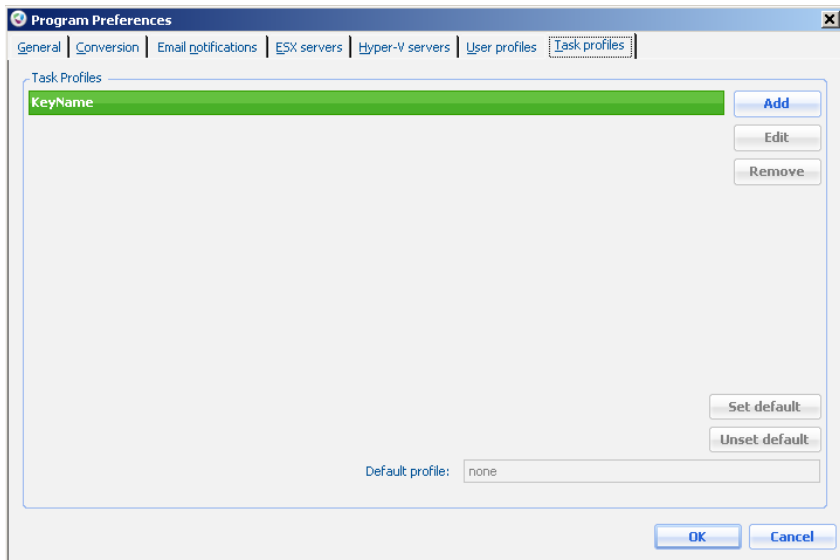 Program Preferences
General Conversion Email notifications ESX servers Hyper-V servers User profiles Task profiles
Task Profiles
KeyName
Add
Edit
Remove
Set default
Unset default
Default profile: none
OK Cancel